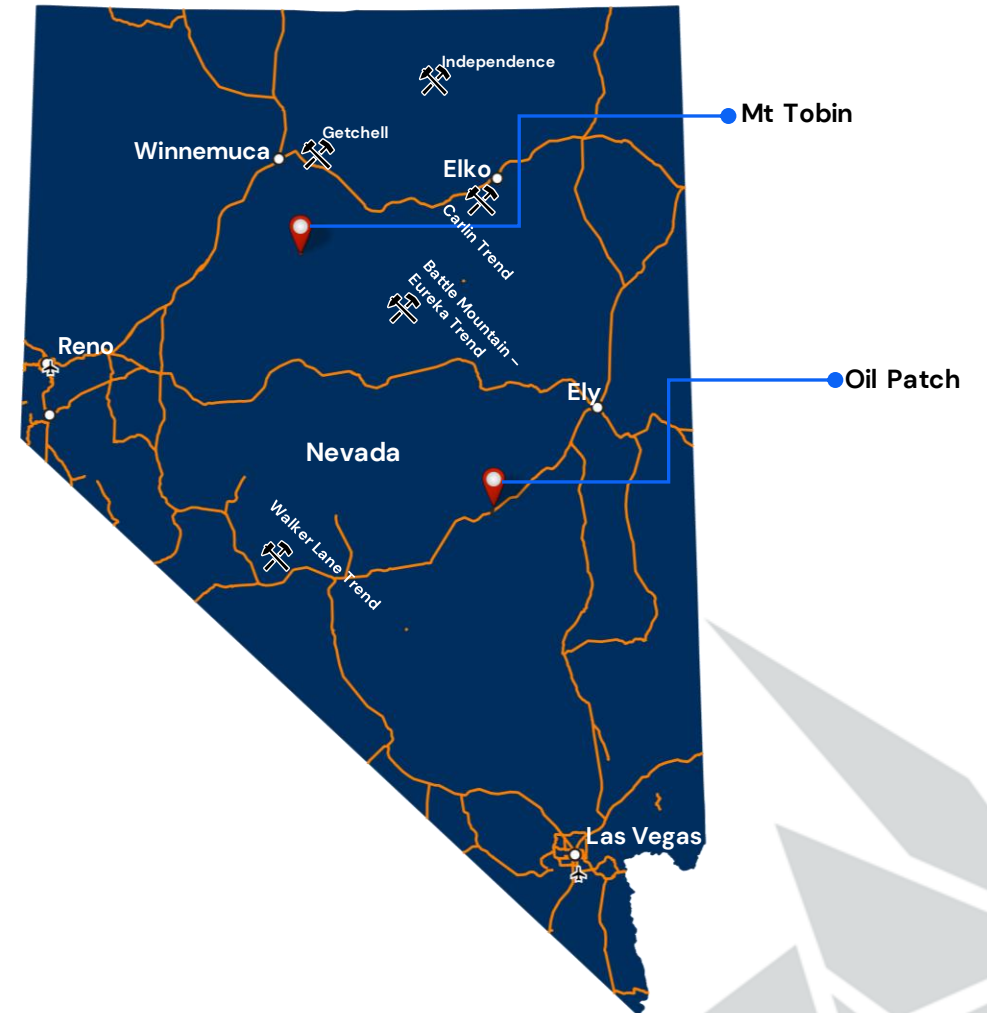 Independence
Mt Tobin
Getchell
Winnemuca
Elko
Carlin Trend
Battle Mountain –
Eureka Trend
Reno
Oil Patch
Ely
Nevada
Walker Lane Trend
Las Vegas